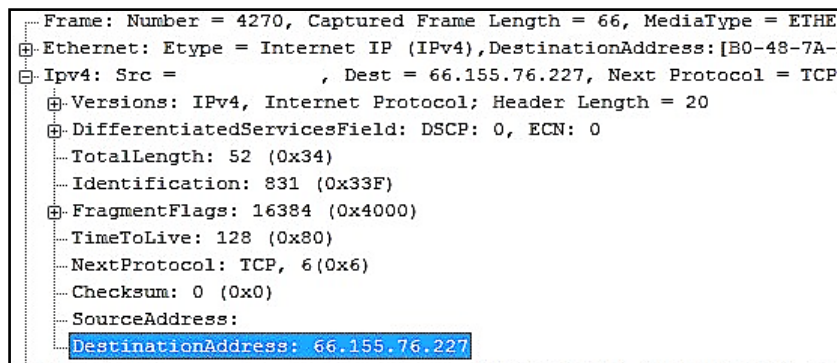 Frame: Number = 4270, Captured Frame Length = 66, MediaType = ETHE
Ethernet: Etype = Internet IP (IPv4),DestinationAddress:[B0-48-7A-
Ipv4: Src = , Dest = 66.155.76.227, Next Protocol = TCP
Versions: IPv4, Internet Protocol; Header Length = 20
DifferentiatedServicesField: DSCP: 0, ECN: 0
TotalLength: 52 (0x34)
Identification: 831 (0x33F)
FragmentFlags: 16384 (0x4000)
TimeToLive: 128 (0x80)
NextProtocol: TCP, 6(0x6)
Checksum: 0 (0x0)
SourceAddress:
DestinationAddress: 66.155.76.227